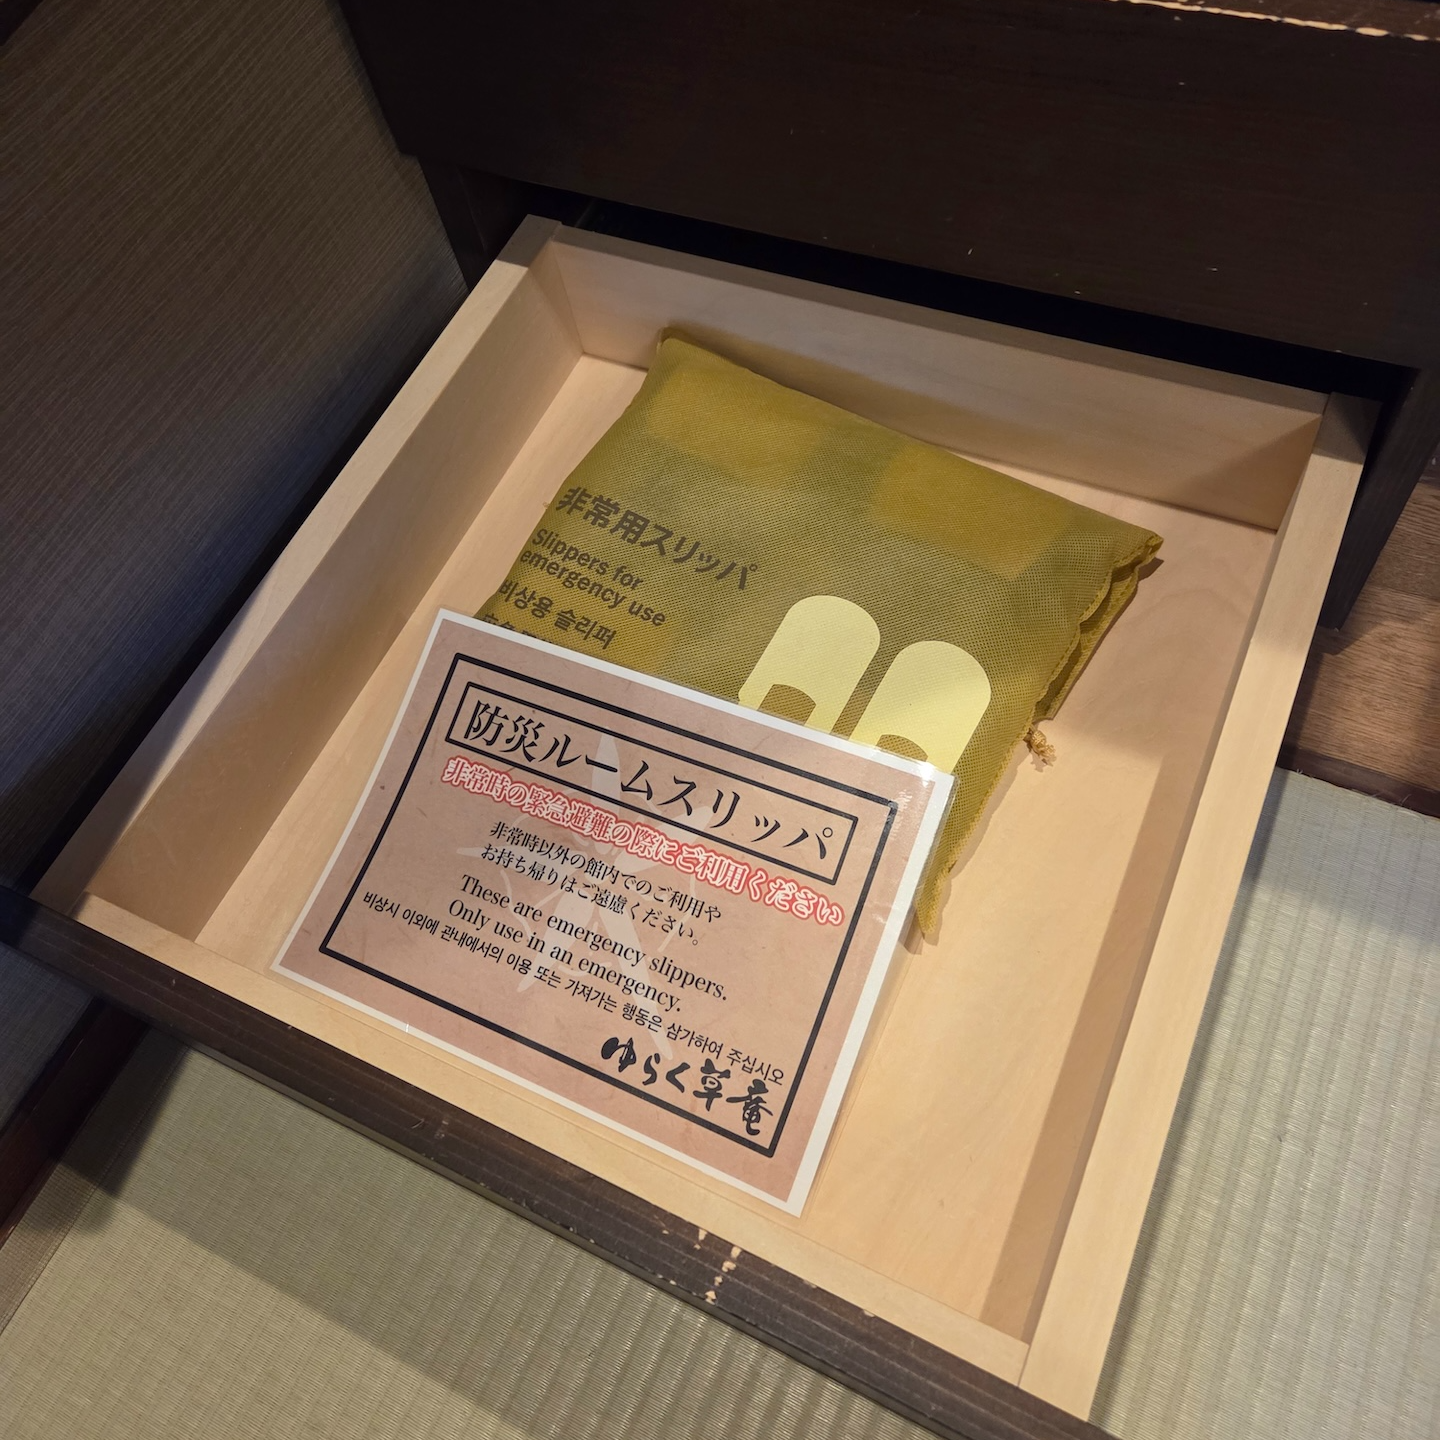 非常用スリッパ
Slippers for
emergency use
비상용 슬리퍼
防災ルームスリッパ
非常時の緊急避難の際にご利用ください
非常時以外の館内でのご利用や
お持ち帰りはご遠慮ください。
These are emergency slippers.
Only use in an emergency.
비상시 이외에 관내에서의 이용 또는 가져가는 행동은 삼가하여 주십시오
ゆらく草庵